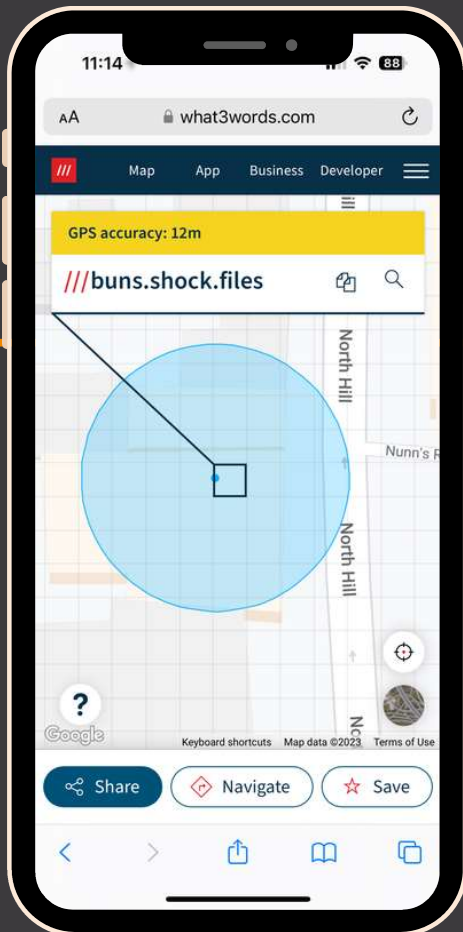 11:14
88
AA what3words.com
/// Map App Business Developer
GPS accuracy: 12m
///buns.shock.files
North Hill
Nunn's
North Hill
?
Google
Keyboard shortcuts Map data ©2023 Terms of Use
Share Navigate Save